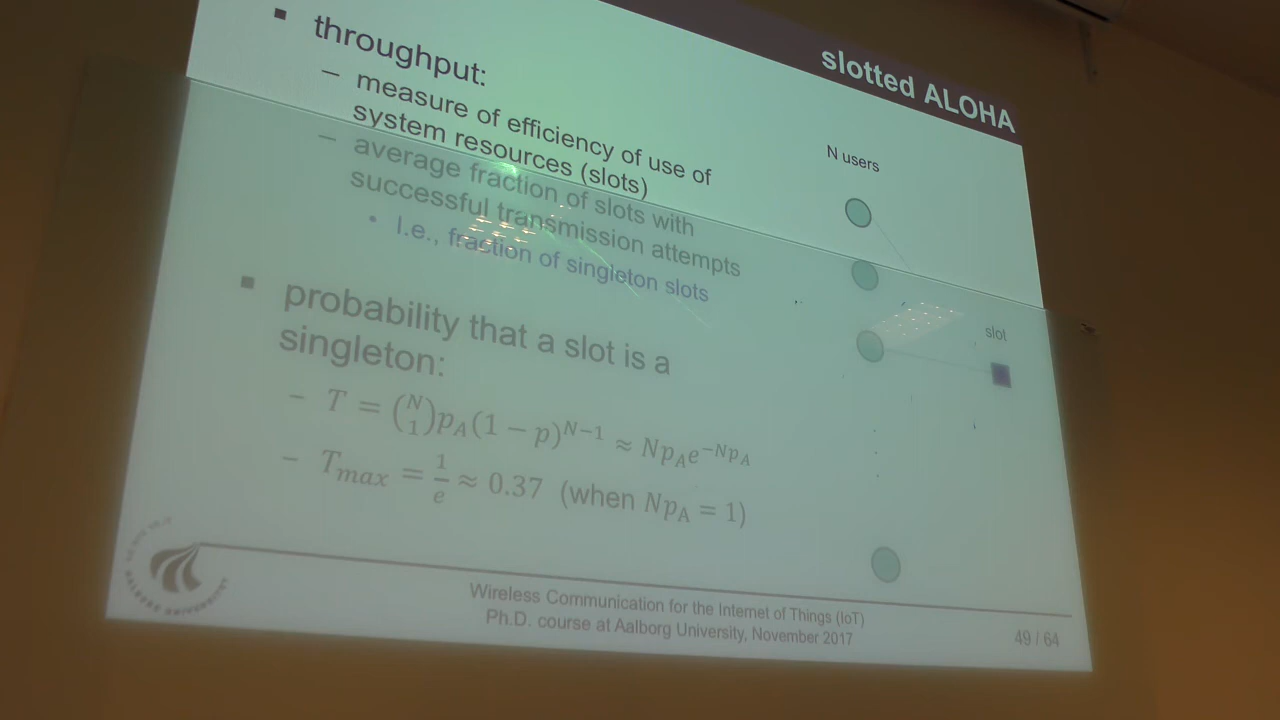 slotted ALOHA
▪ throughput:
– measure of efficiency of use of
system resources (slots)
– average fraction of slots with
successful transmission attempts
• I.e., fraction of singleton slots
▪ probability that a slot is a
singleton:
– T = (N 1) p_A(1 − p)^{N−1} ≈ Np_A e^{−Np_A}
– T_max = 1/e ≈ 0.37 (when Np_A = 1)
N users
slot
AALBORG UNIVERSITY
Wireless Communication for the Internet of Things (IoT)
Ph.D. course at Aalborg University, November 2017
49 / 64